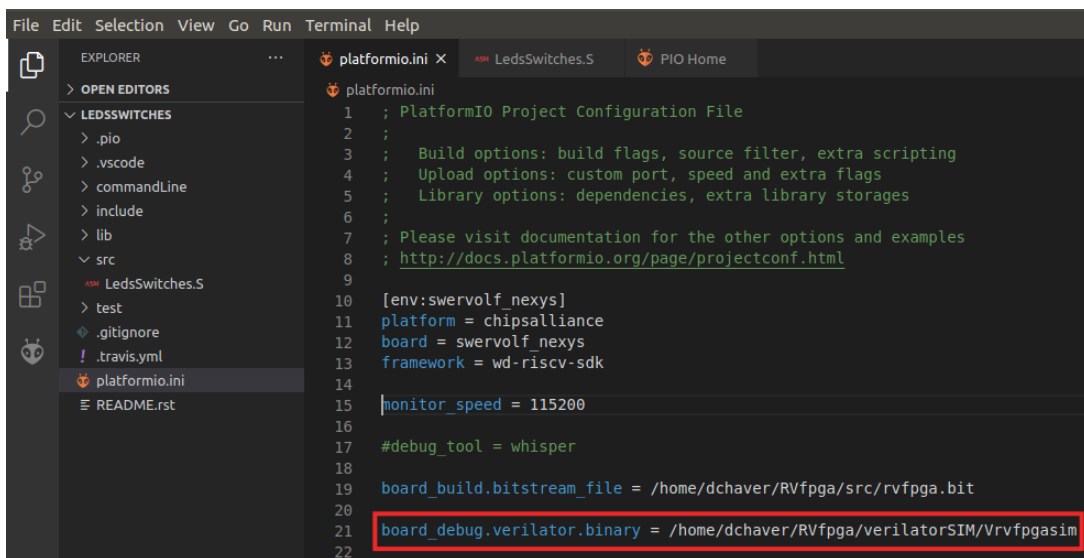 File Edit Selection View Go Run Terminal Help
EXPLORER ...
> OPEN EDITORS
LEDSSWITCHES
> .pio
> .vscode
> commandLine
> include
> lib
src
ASM LedsSwitches.S
> test
.gitignore
! .travis.yml
platformio.ini
README.rst
platformio.ini × ASM LedsSwitches.S PIO Home
platformio.ini
1 ; PlatformIO Project Configuration File
2 ;
3 ;   Build options: build flags, source filter, extra scripting
4 ;   Upload options: custom port, speed and extra flags
5 ;   Library options: dependencies, extra library storages
6 ;
7 ; Please visit documentation for the other options and examples
8 ; http://docs.platformio.org/page/projectconf.html
9
10 [env:swervolf_nexys]
11 platform = chipsalliance
12 board = swervolf_nexys
13 framework = wd-riscv-sdk
14
15 monitor_speed = 115200
16
17 #debug_tool = whisper
18
19 board_build.bitstream_file = /home/dchaver/RVfpga/src/rvfpga.bit
20
21 board_debug.verilator.binary = /home/dchaver/RVfpga/verilatorSIM/Vrvfpgasim
22